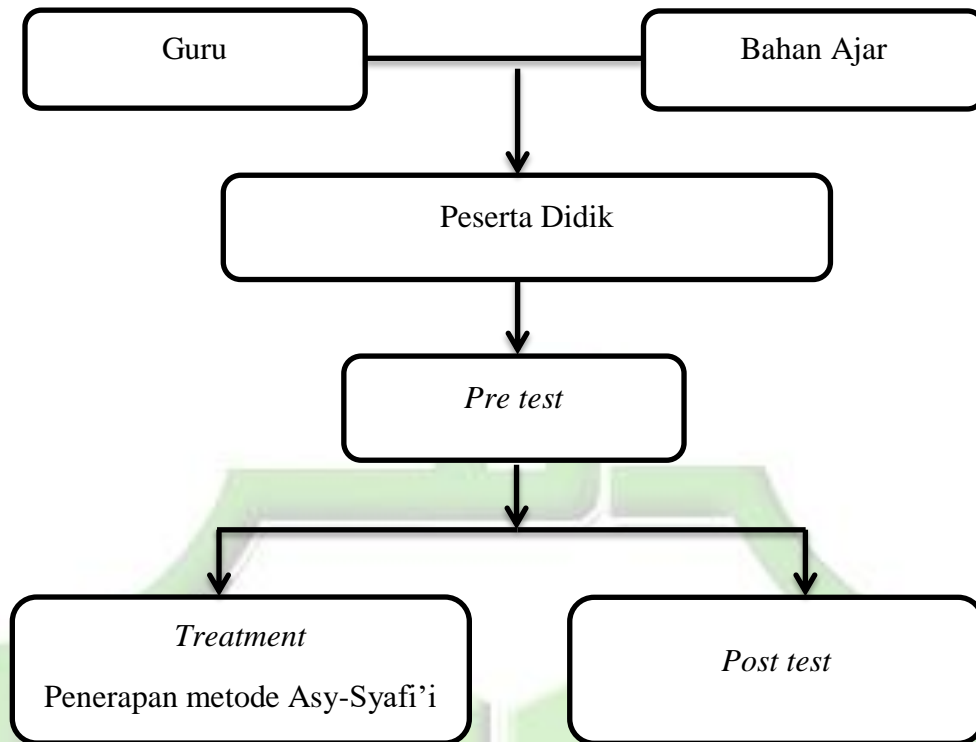 Guru
Bahan Ajar
Peserta Didik
Pre test
Treatment
Penerapan metode Asy-Syafi’i
Post test